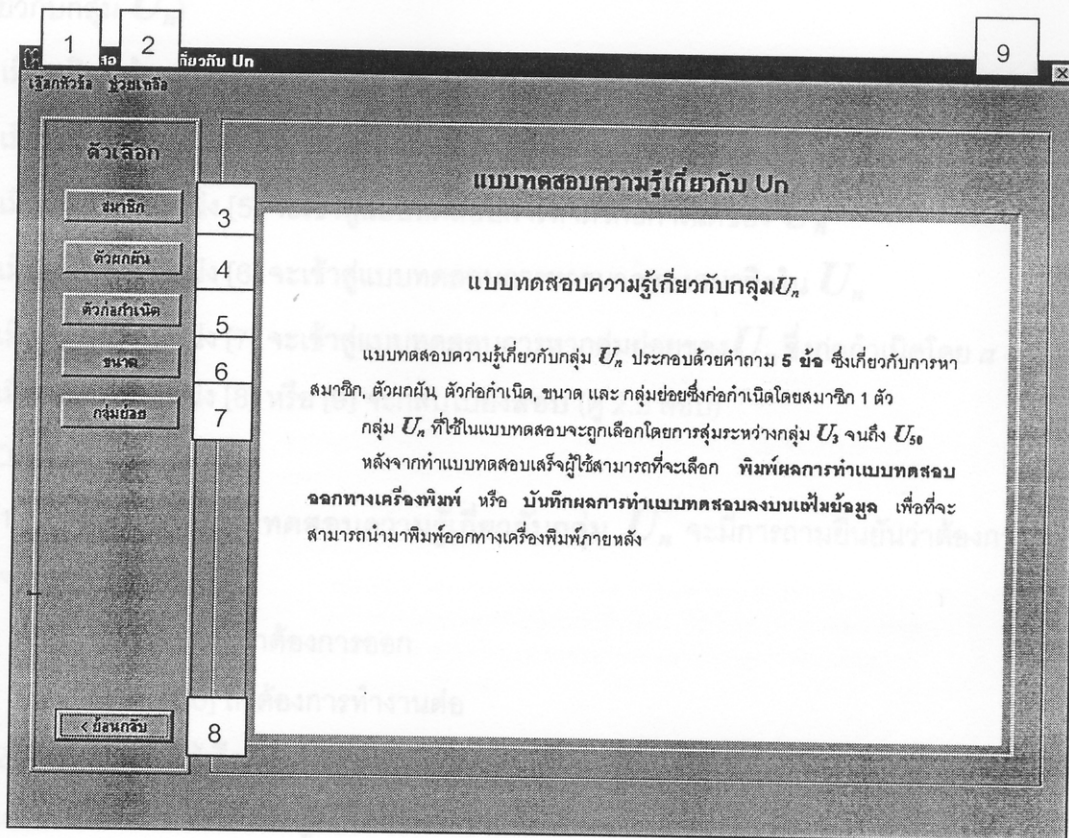 1
2
9
เกี่ยวกับ Un
เลือกหัวข้อ ช่วยเหลือ
ตัวเลือก
สมาชิก
3
ตัวผกผัน
4
ตัวก่อกำเนิด
5
ขนาด
6
กลุ่มย่อย
7
< ย้อนกลับ
8
แบบทดสอบความรู้เกี่ยวกับ Un
แบบทดสอบความรู้เกี่ยวกับกลุ่ม Uₙ
แบบทดสอบความรู้เกี่ยวกับกลุ่ม Uₙ ประกอบด้วยคำถาม 5 ข้อ ซึ่งเกี่ยวกับการหา
สมาชิก, ตัวผกผัน, ตัวก่อกำเนิด, ขนาด และ กลุ่มย่อยซึ่งก่อกำเนิดโดยสมาชิก 1 ตัว
กลุ่ม Uₙ ที่ใช้ในแบบทดสอบจะถูกเลือกโดยการสุ่มระหว่างกลุ่ม U₃ จนถึง U₅₀
หลังจากทำแบบทดสอบเสร็จผู้ใช้สามารถที่จะเลือก พิมพ์ผลการทำแบบทดสอบ
ออกทางเครื่องพิมพ์ หรือ บันทึกผลการทำแบบทดสอบลงบนแฟ้มข้อมูล เพื่อที่จะ
สามารถนำมาพิมพ์ออกทางเครื่องพิมพ์ภายหลัง